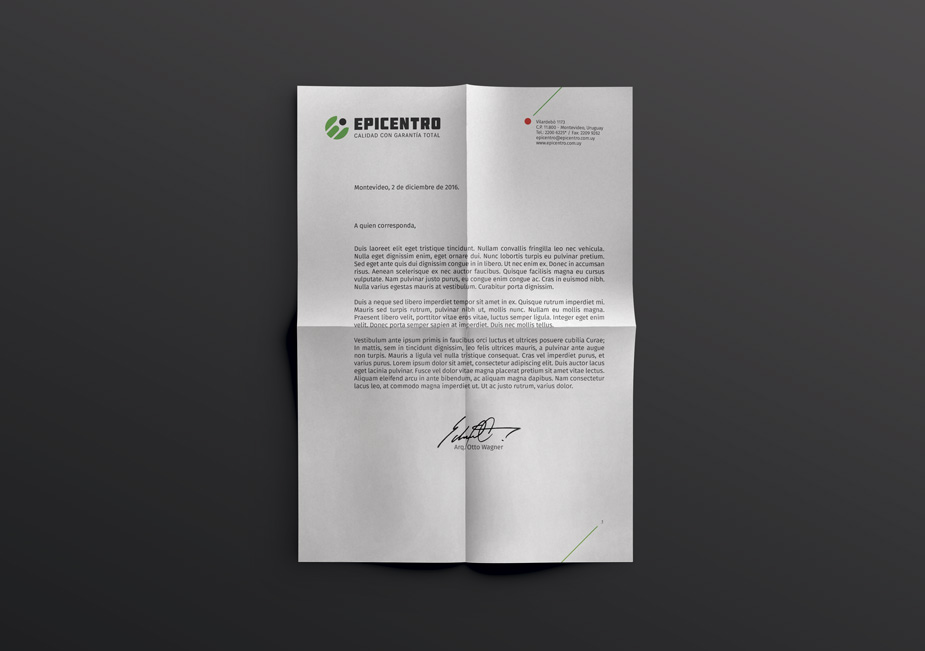 EPICENTRO
CALIDAD CON GARANTÍA TOTAL
Vilardebó 1173
C.P. 11.800 - Montevideo, Uruguay
Tel.: 2200 6225* / Fax: 2209 9292
epicentro@epicentro.com.uy
www.epicentro.com.uy
Montevideo, 2 de diciembre de 2016.
A quien corresponda,
Duis laoreet elit eget tristique tincidunt. Nullam convallis fringilla leo nec vehicula.
Nulla eget dignissim enim, eget ornare dui. Nunc lobortis turpis eu pulvinar pretium.
Sed eget ante quis dui dignissim congue in in libero. Ut nec enim ex. Donec in accumsan
risus. Aenean scelerisque ex nec auctor faucibus. Quisque facilisis magna eu cursus
vulputate. Nam pulvinar justo purus, eu congue enim congue ac. Cras in euismod nibh.
Nulla varius egestas mauris at vestibulum. Curabitur porta dignissim.
Duis a neque sed libero imperdiet tempor sit amet in ex. Quisque rutrum imperdiet mi.
Mauris sed turpis rutrum, pulvinar nibh ut, mollis nunc. Nullam eu mollis magna.
Praesent libero velit, porttitor vitae eros vitae, luctus semper ligula. Integer eget enim
velit. Donec porta semper sapien at imperdiet. Duis nec mollis tellus.
Vestibulum ante ipsum primis in faucibus orci luctus et ultrices posuere cubilia Curae;
In mattis, sem in tincidunt dignissim, leo felis ultrices mauris, a pulvinar ante augue
non turpis. Mauris a ligula vel nulla tristique consequat. Cras vel imperdiet purus, et
varius purus. Lorem ipsum dolor sit amet, consectetur adipiscing elit. Duis auctor lacus
eget lacinia pulvinar. Fusce vel dolor vitae magna placerat pretium sit amet vitae lectus.
Aliquam eleifend arcu in ante bibendum, ac aliquam magna dapibus. Nam consectetur
lacus leo, at commodo magna imperdiet ut. Ut ac justo rutrum, varius dolor.
Arq. Otto Wagner